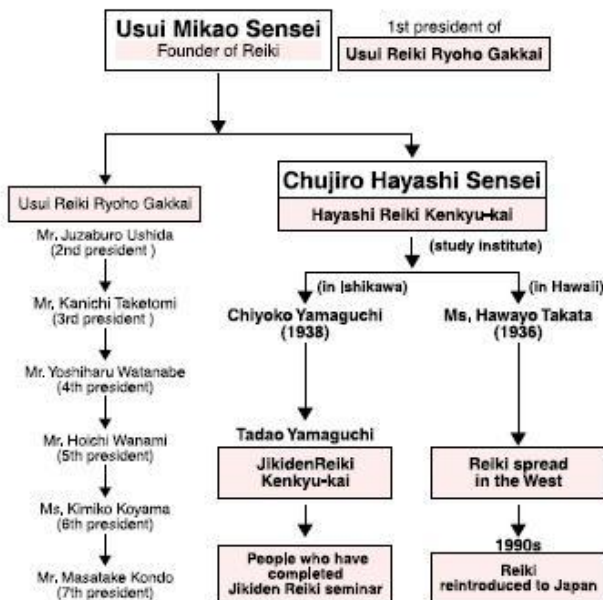 Usui Mikao Sensei
Founder of Reiki
1st president of
Usui Reiki Ryoho Gakkai
Usui Reiki Ryoho Gakkai
Mr. Juzaburo Ushida
(2nd president )
Mr. Kanichi Taketomi
(3rd president )
Mr. Yoshiharu Watanabe
(4th president)
Mr. Hoichi Wanami
(5th president)
Ms. Kimiko Koyama
(6th president)
Mr. Masatake Kondo
(7th president)
Chujiro Hayashi Sensei
Hayashi Reiki Kenkyu-kai
(study institute)
(in Ishikawa)
Chiyoko Yamaguchi
(1938)
Tadao Yamaguchi
JikidenReiki
Kenkyu-kai
People who have
completed
Jikiden Reiki seminar
(in Hawaii)
Ms. Hawayo Takata
(1936)
Reiki spread
in the West
1990s
Reiki
reintroduced to Japan